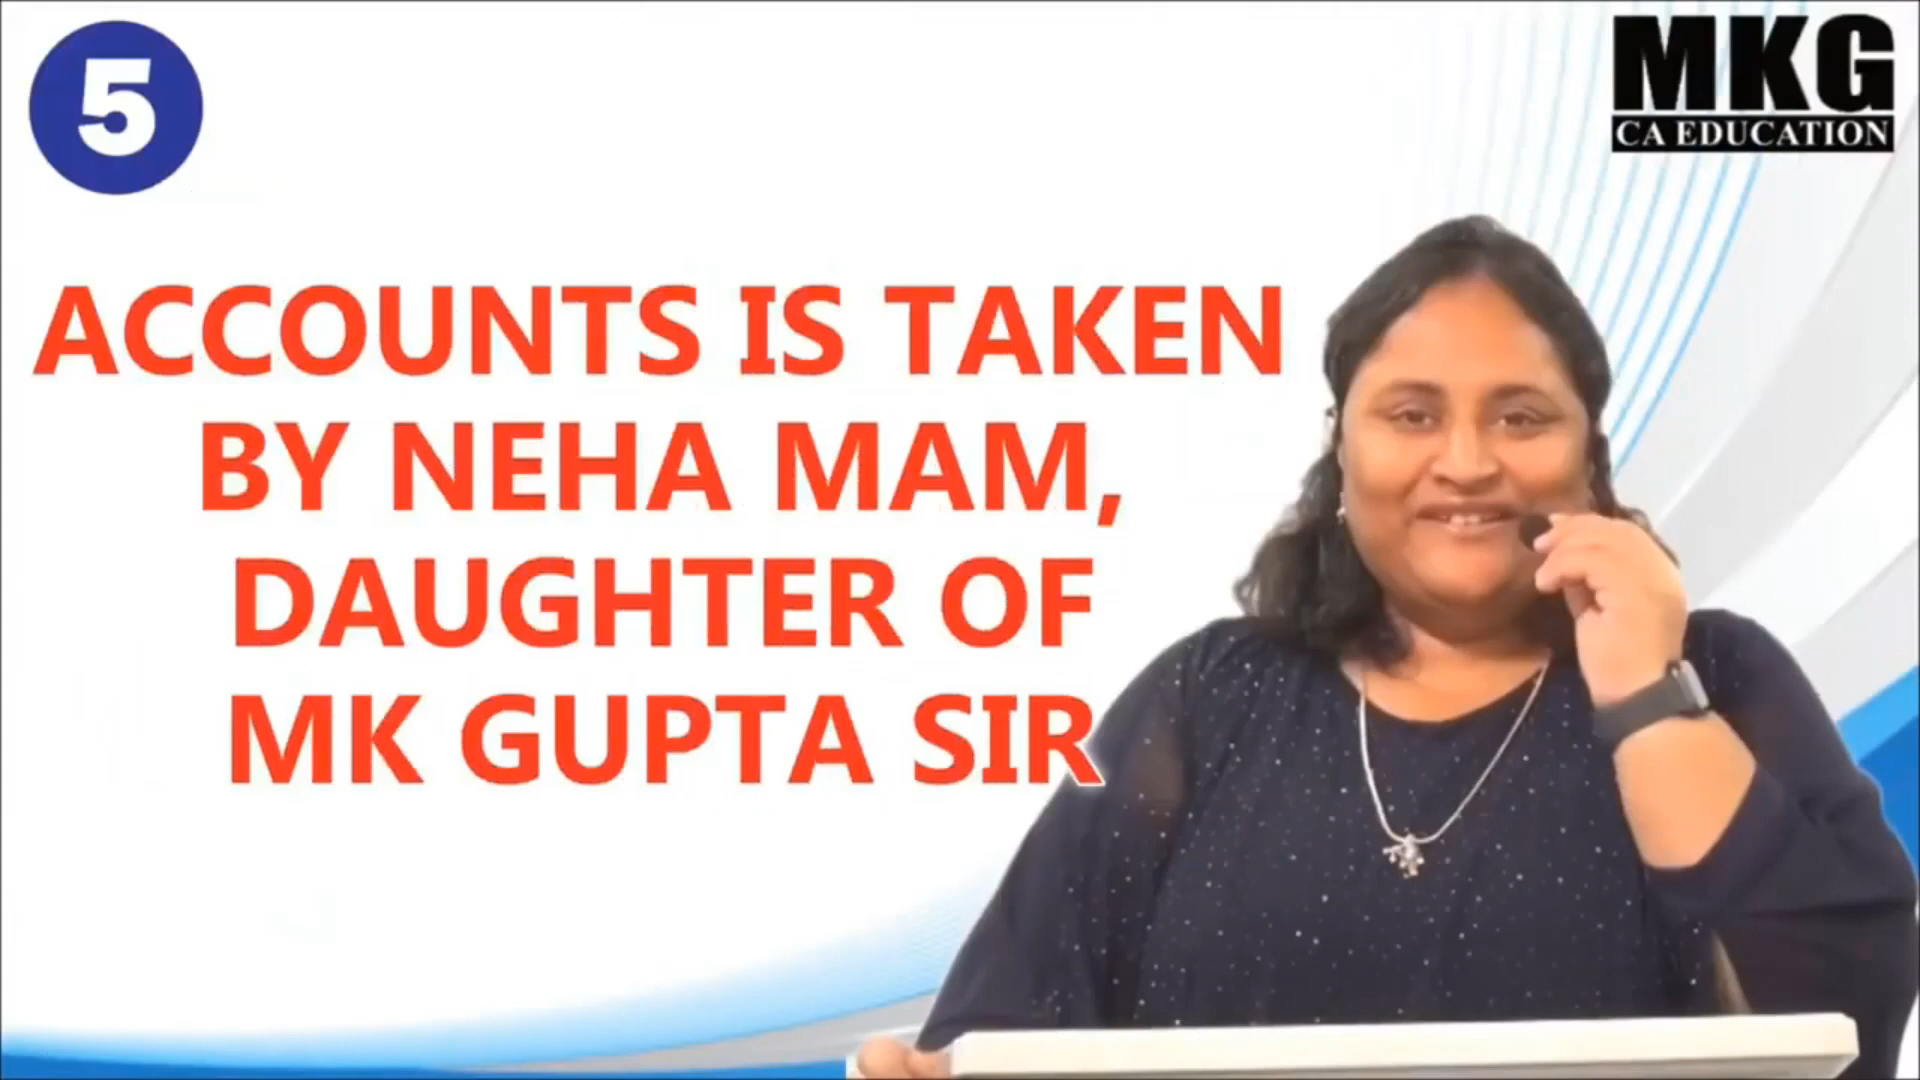 5
MKG
CA EDUCATION
ACCOUNTS IS TAKEN
BY NEHA MAM,
DAUGHTER OF
MK GUPTA SIR